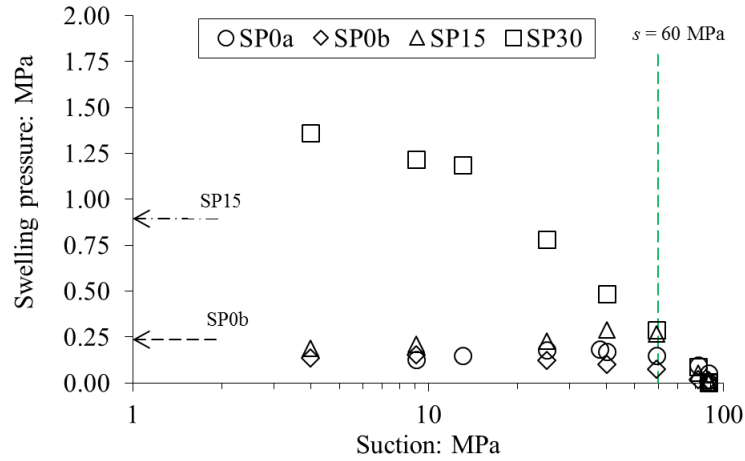 2.00
SP0a SP0b SP15 SP30
s = 60 MPa
1.75
1.50
1.25
1.00
SP15
0.75
0.50
SP0b
0.25
0.00
1 10 100
Swelling pressure: MPa
Suction: MPa